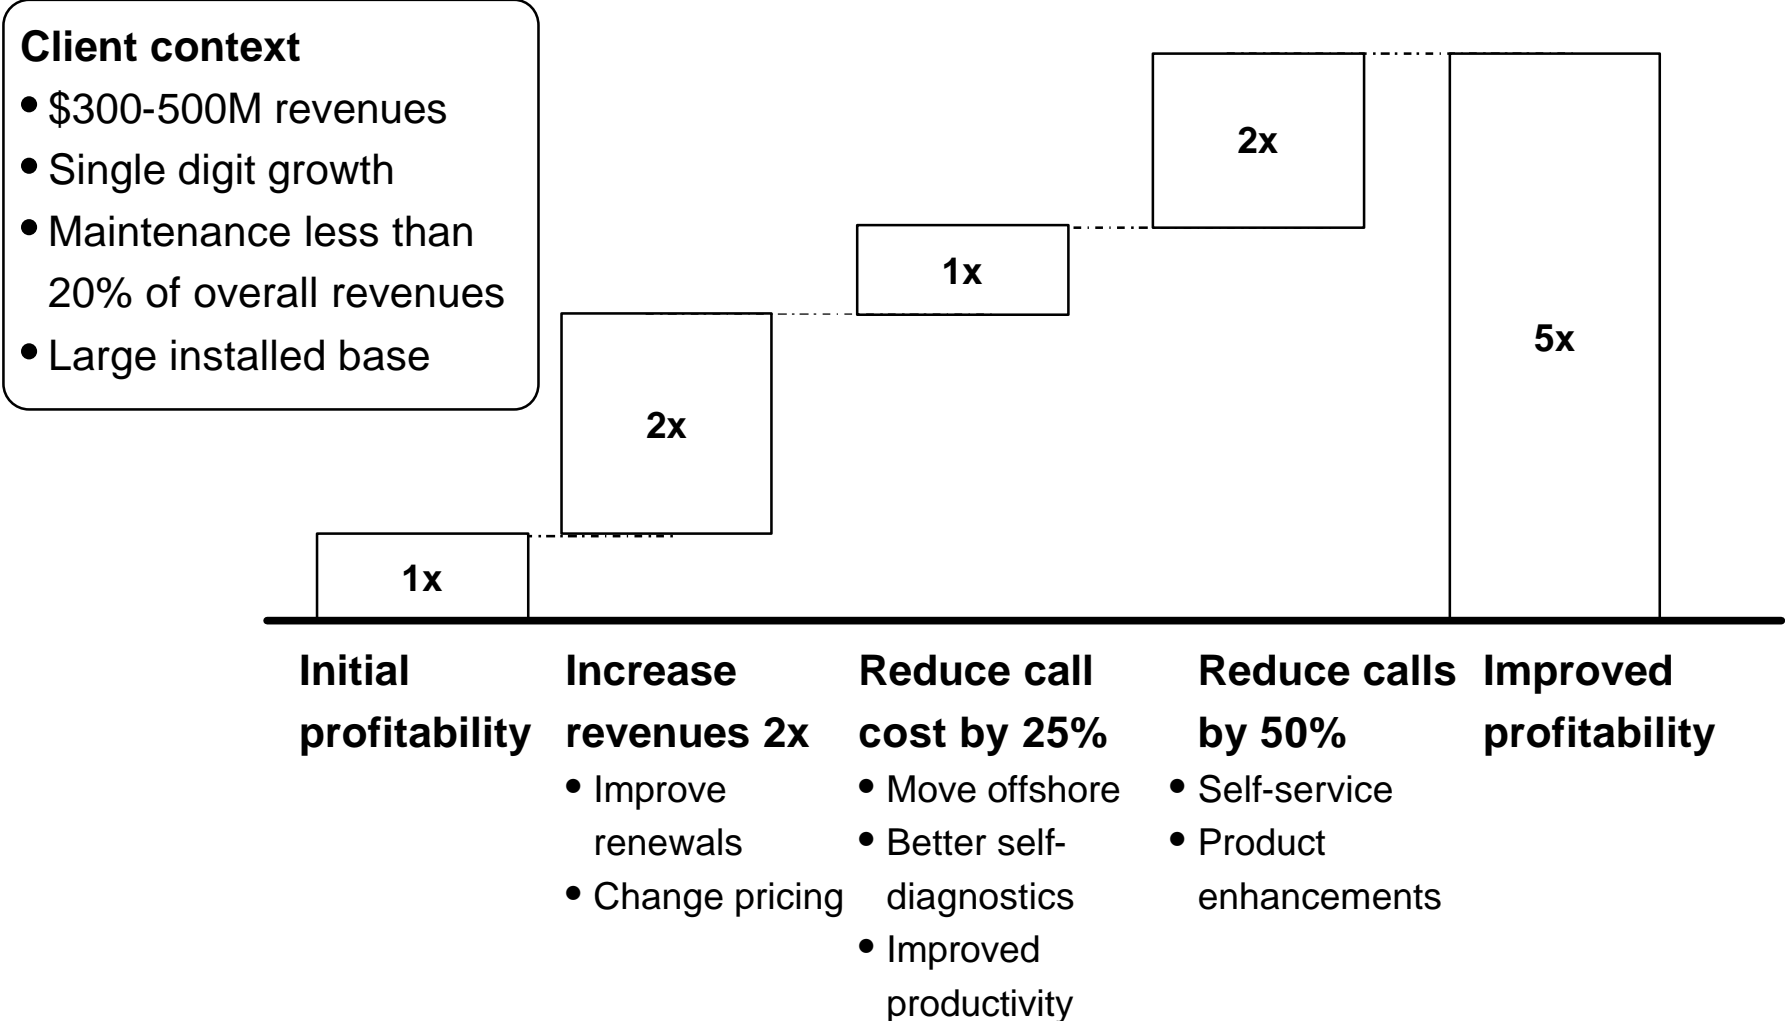 Client context
• $300-500M revenues
• Single digit growth
• Maintenance less than
20% of overall revenues
• Large installed base
1x
2x
1x
2x
5x
Initial
profitability
Increase
revenues 2x
• Improve
renewals
• Change pricing
Reduce call
cost by 25%
• Move offshore
• Better self-
diagnostics
• Improved
productivity
Reduce calls
by 50%
• Self-service
• Product
enhancements
Improved
profitability